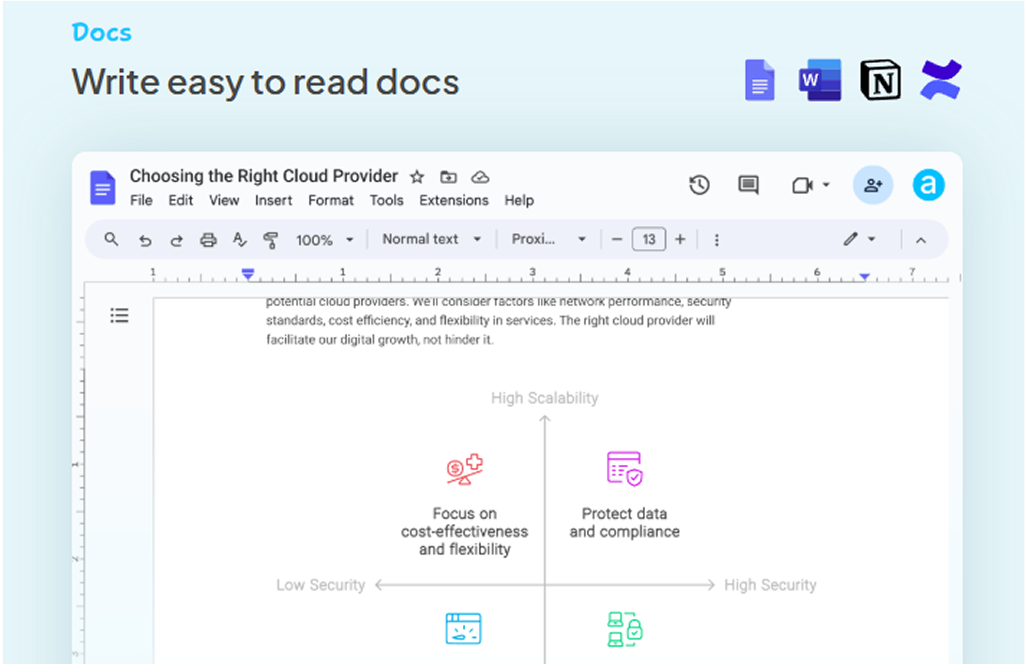 Docs
Write easy to read docs
W
N
Choosing the Right Cloud Provider
a
File Edit View Insert Format Tools Extensions Help
100% Normal text Proxi... 13
1 1 2 3 4 5 6 7
potential cloud providers. We'll consider factors like network performance, security
standards, cost efficiency, and flexibility in services. The right cloud provider will
facilitate our digital growth, not hinder it.
High Scalability
Focus on
cost-effectiveness
and flexibility
Protect data
and compliance
Low Security
High Security
1
2
3